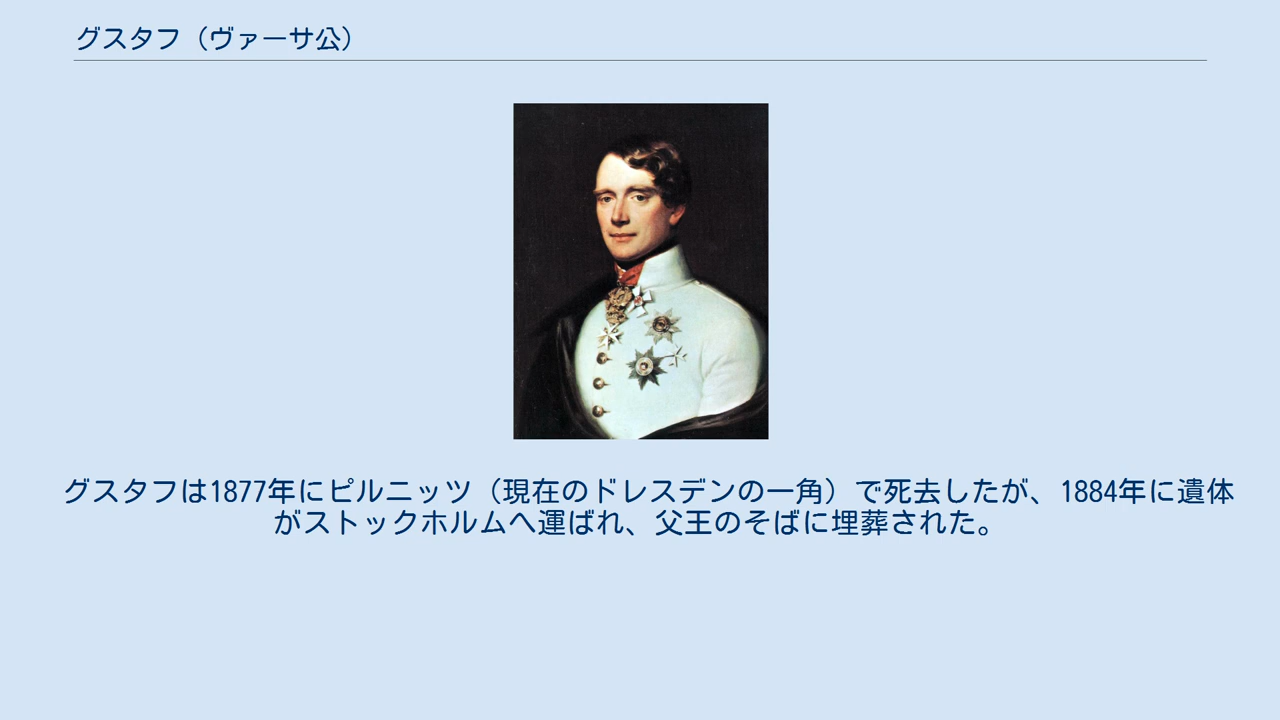 グスタフ（ヴァーサ公）
グスタフは1877年にピルニッツ（現在のドレスデンの一角）で死去したが、1884年に遺体
がストックホルムへ運ばれ、父王のそばに埋葬された。